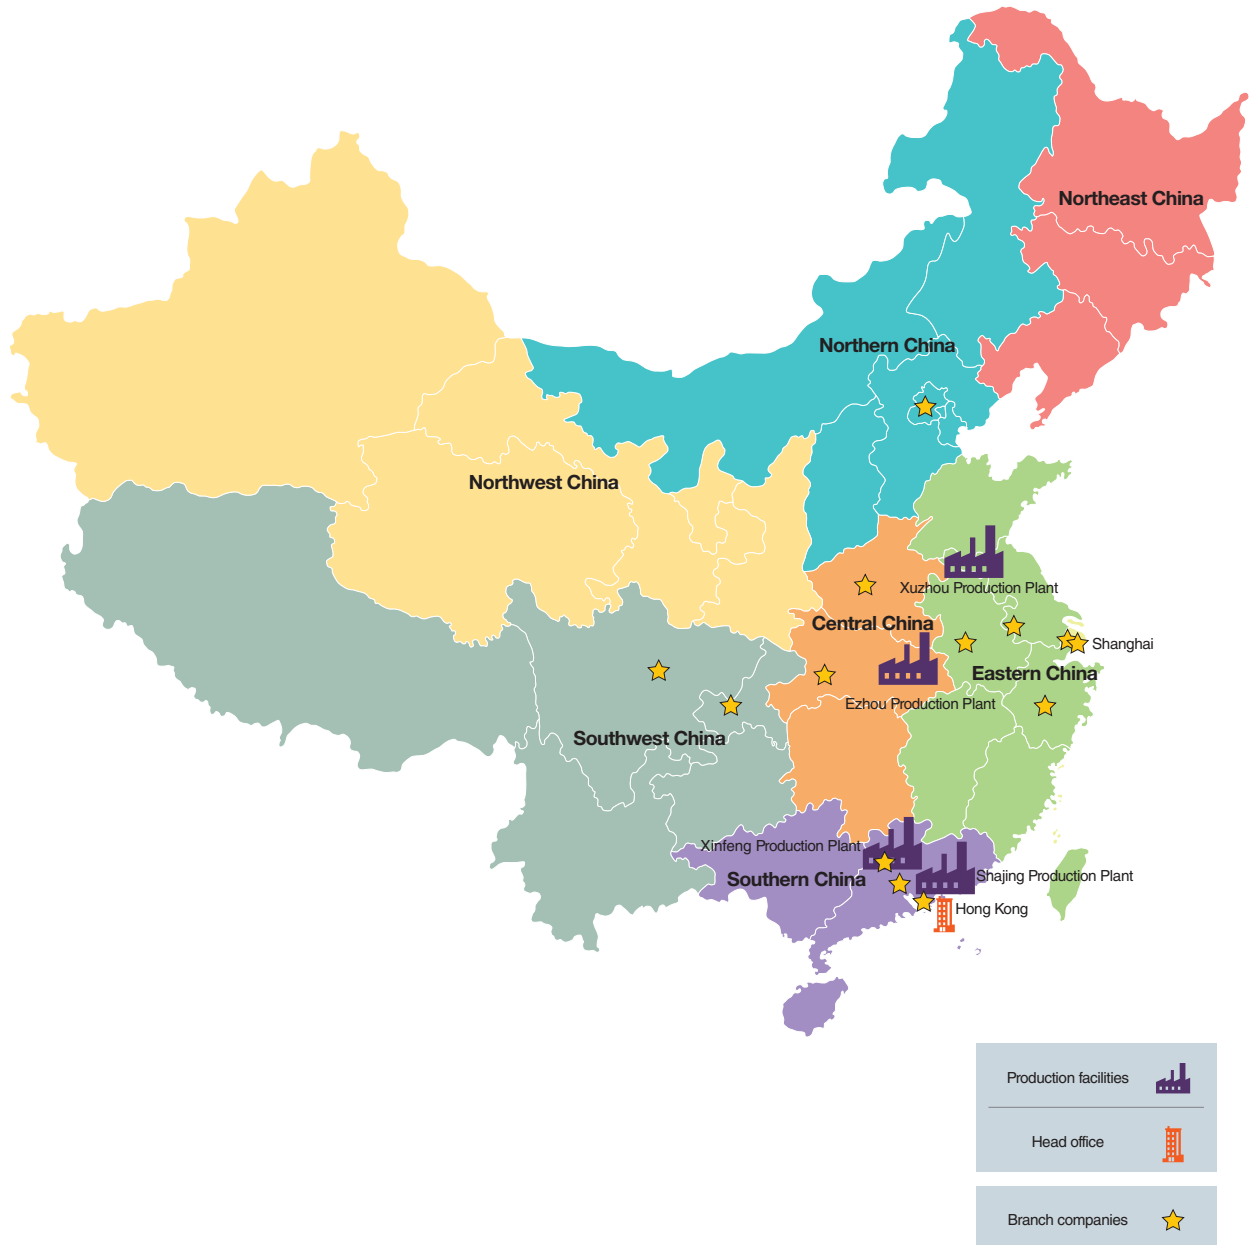 Northeast China
Northern China
Northwest China
Xuzhou Production Plant
Central China
Shanghai
Eastern China
Ezhou Production Plant
Southwest China
Xinfeng Production Plant
Southern China
Shajing Production Plant
Hong Kong
Production facilities
Head office
Branch companies